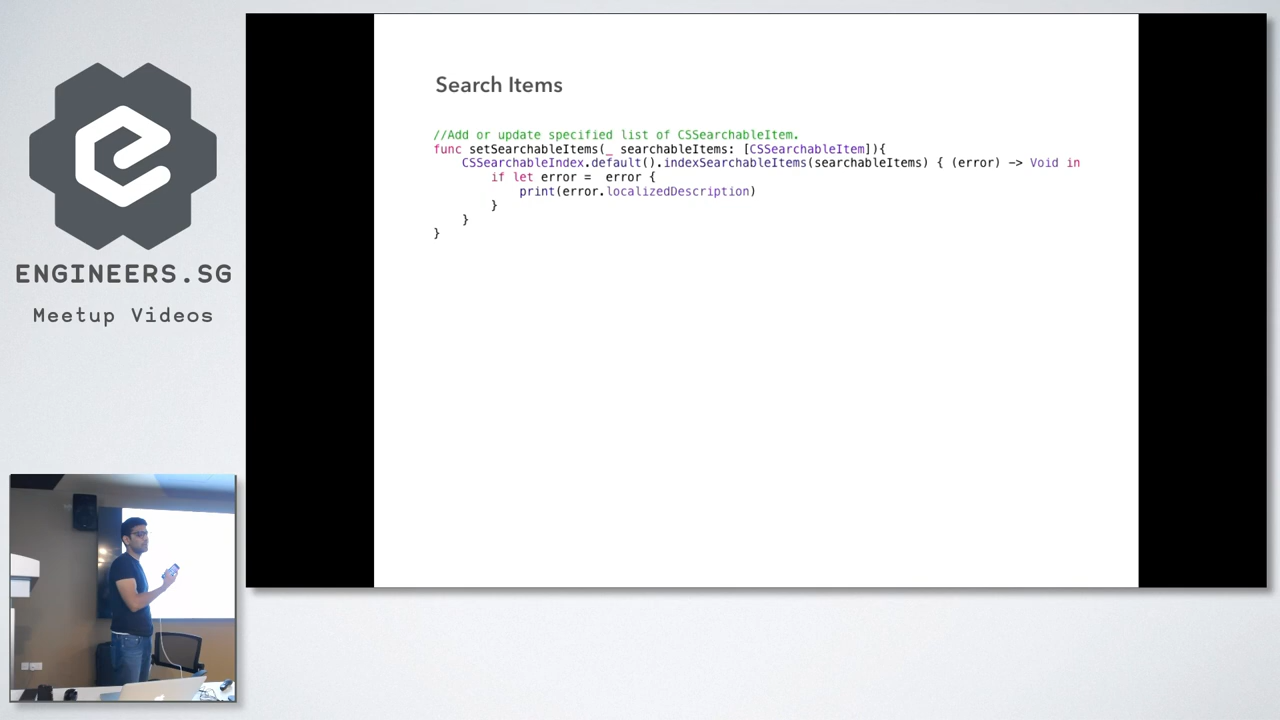 ENGINEERS.SG
Meetup Videos
Search Items
//Add or update specified list of CSSearchableItem.
func setSearchableItems(_ searchableItems: [CSSearchableItem]){
    CSSearchableIndex.default().indexSearchableItems(searchableItems) { (error) -> Void in
        if let error =  error {
            print(error.localizedDescription)
        }
    }
}